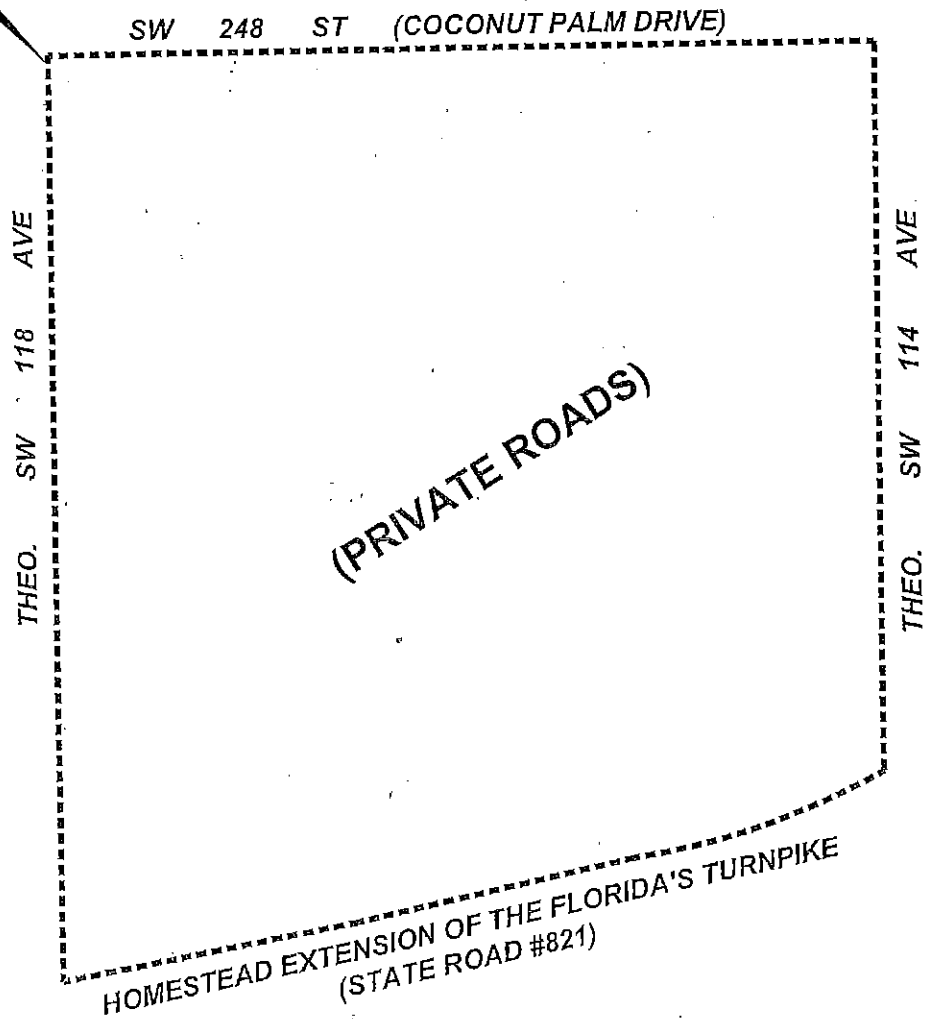 SW 248 ST (COCONUT PALM DRIVE)
THEO. SW 118 AVE
(PRIVATE ROADS)
THEO. SW 114 AVE
HOMESTEAD EXTENSION OF THE FLORIDA'S TURNPIKE
(STATE ROAD #821)